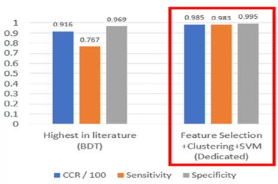 0.916
0.767
0.969
0.985
0.983
0.995
1
0.9
0.8
0.7
0.6
0.5
0.4
0.3
0.2
0.1
0
Highest in literature
(BDT)
Feature Selection
+Clustering+SVM
(Dedicated)
CCR / 100 Sensitivity Specificity